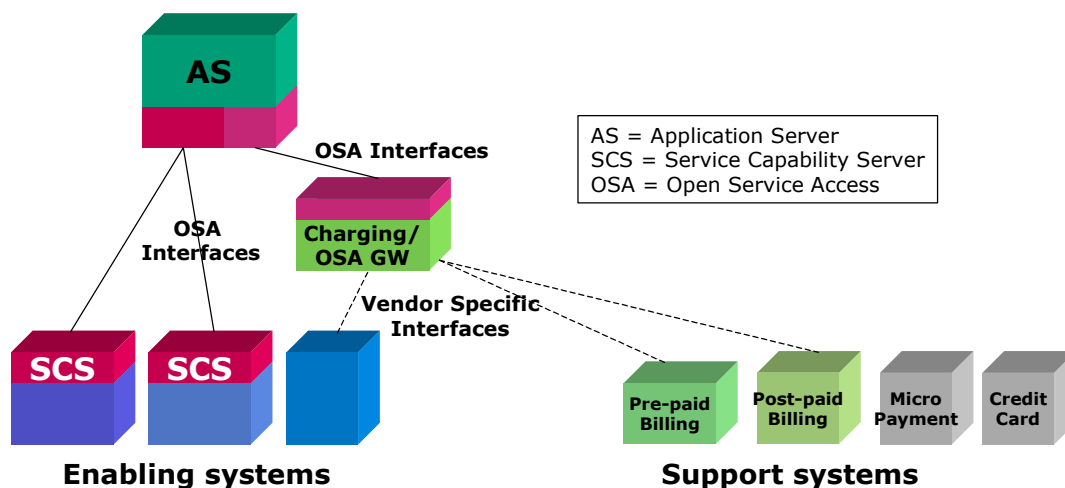 AS
AS = Application Server
SCS = Service Capability Server
OSA = Open Service Access
OSA Interfaces
OSA
Interfaces
Charging/
OSA GW
Vendor Specific
Interfaces
SCS
SCS
Pre-paid
Billing
Post-paid
Billing
Micro
Payment
Credit
Card
Enabling systems
Support systems